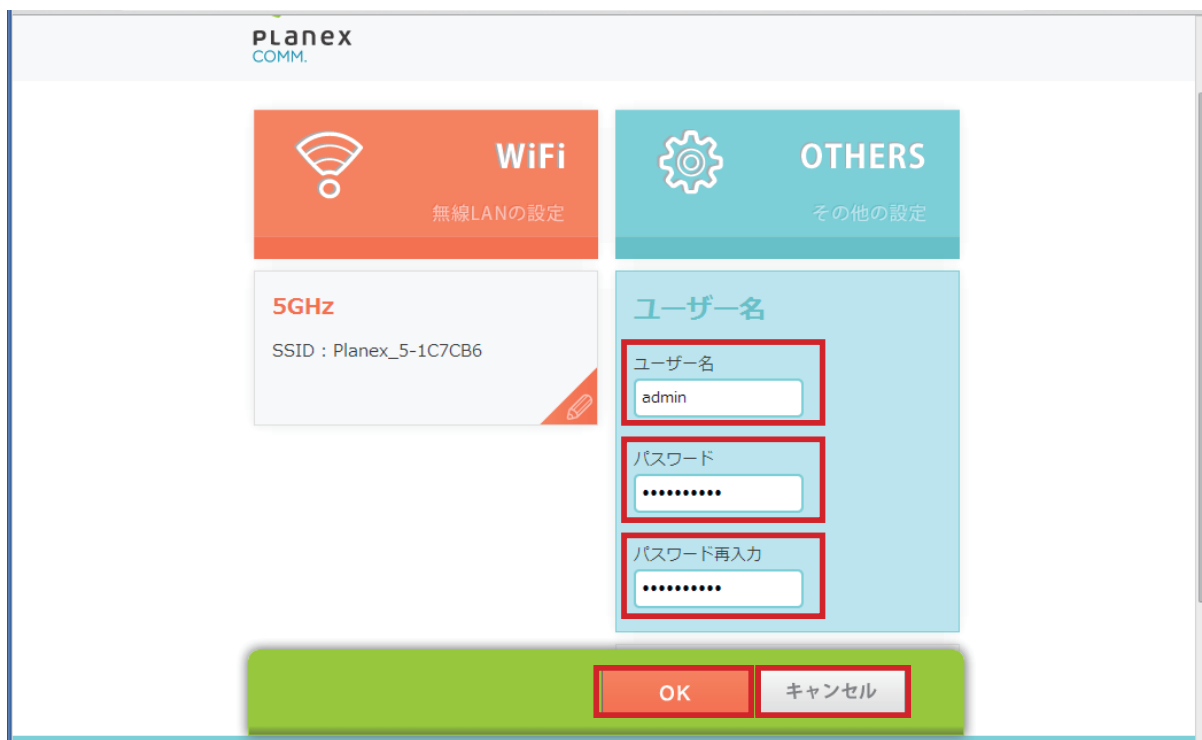 PLanex
COMM.
WiFi
無線LANの設定
OTHERS
その他の設定
5GHz
SSID : Planex_5-1C7CB6
ユーザー名
ユーザー名
admin
パスワード
••••••••••
パスワード再入力
••••••••••
OK
キャンセル